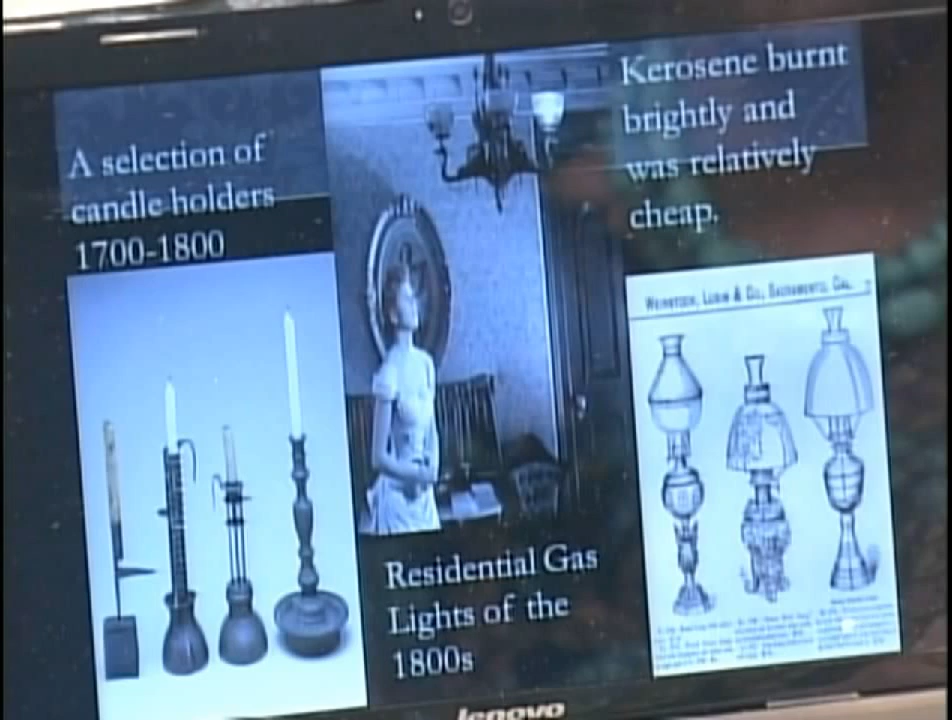 A selection of
candle holders
1700-1800
Residential Gas
Lights of the
1800s
Kerosene burnt
brightly and
was relatively
cheap.
WEINSTOCK, LUBIN & CO., SACRAMENTO, CAL.
lenovo